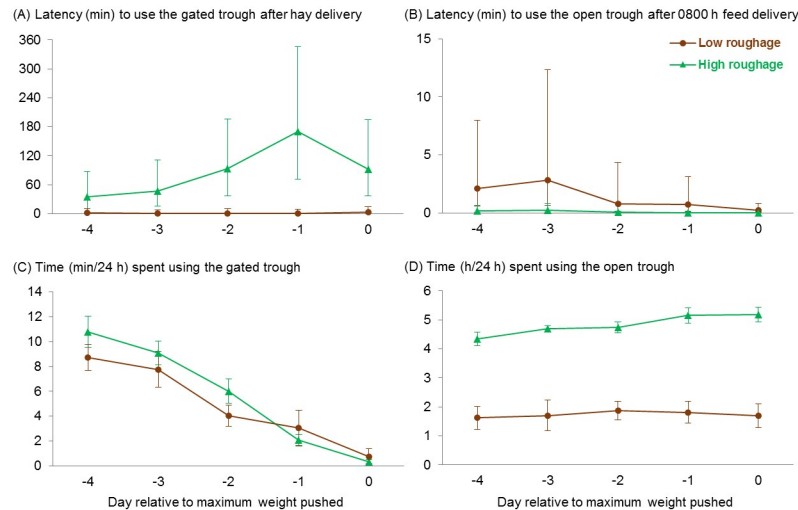 (A) Latency (min) to use the gated trough after hay delivery
360
300
240
180
120
60
0
-4 -3 -2 -1 0
(B) Latency (min) to use the open trough after 0800 h feed delivery
15
10
5
0
-4 -3 -2 -1 0
Low roughage
High roughage
(C) Time (min/24 h) spent using the gated trough
14
12
10
8
6
4
2
0
-4 -3 -2 -1 0
Day relative to maximum weight pushed
(D) Time (h/24 h) spent using the open trough
6
5
4
3
2
1
0
-4 -3 -2 -1 0
Day relative to maximum weight pushed